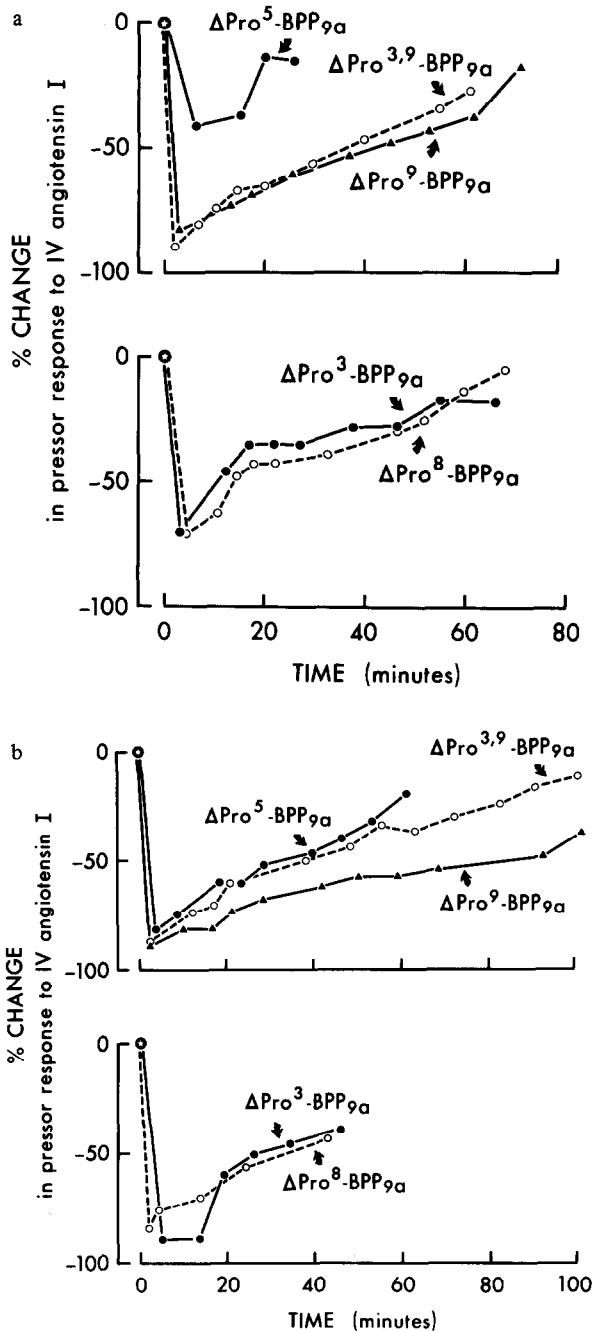 a
ΔPro⁵-BPP₉ₐ
ΔPro³,⁹-BPP₉ₐ
ΔPro⁹-BPP₉ₐ
0
−50
−100
ΔPro³-BPP₉ₐ
ΔPro⁸-BPP₉ₐ
0
−50
−100
0 20 40 60 80
TIME (minutes)
% CHANGE
in pressor response to IV angiotensin I
b
ΔPro³,⁹-BPP₉ₐ
ΔPro⁵-BPP₉ₐ
ΔPro⁹-BPP₉ₐ
0
−50
−100
ΔPro³-BPP₉ₐ
ΔPro⁸-BPP₉ₐ
0
−50
−100
0 20 40 60 80 100
TIME (minutes)
% CHANGE
in pressor response to IV angiotensin I